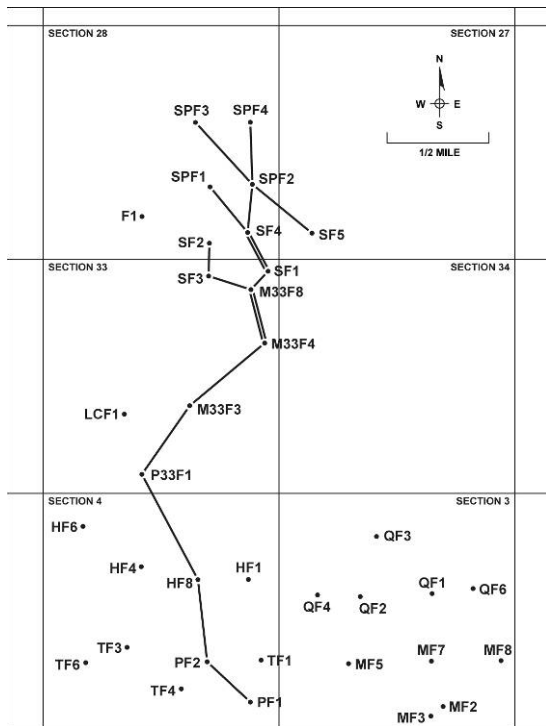 SECTION 28
SECTION 27
N
W E
S
1/2 MILE
SPF3
SPF4
SPF1
SPF2
F1
SF4
SF5
SF2
SF1
SECTION 33
SECTION 34
SF3
M33F8
M33F4
M33F3
LCF1
P33F1
SECTION 4
SECTION 3
HF6
QF3
HF4
HF8
HF1
QF4
QF2
QF1
QF6
TF3
TF6
PF2
TF1
MF5
MF7
MF8
TF4
PF1
MF2
MF3